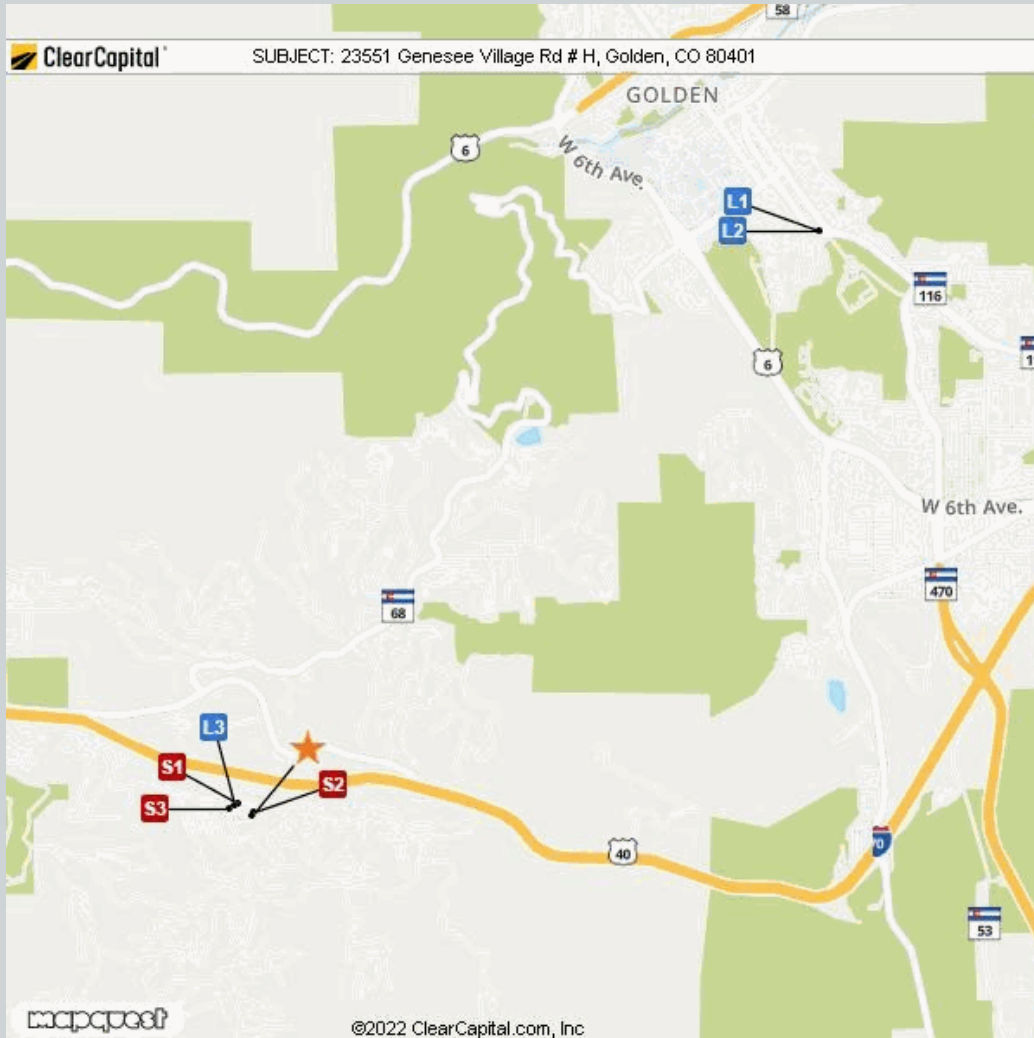 58
ClearCapital
SUBJECT: 23551 Genesee Village Rd # H, Golden, CO 80401
GOLDEN
6
W 6th Ave.
L1
L2
116
6
W 6th Ave.
470
68
L3
S1
S2
S3
40
70
53
mapquest
©2022 ClearCapital.com, Inc